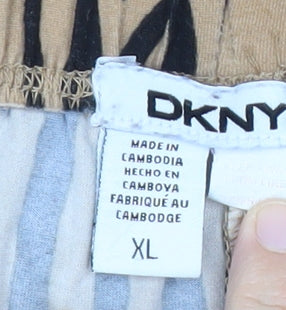 DKNY
MADE IN
CAMBODIA
HECHO EN
CAMBOYA
FABRIQUÉ AU
CAMBODGE
XL